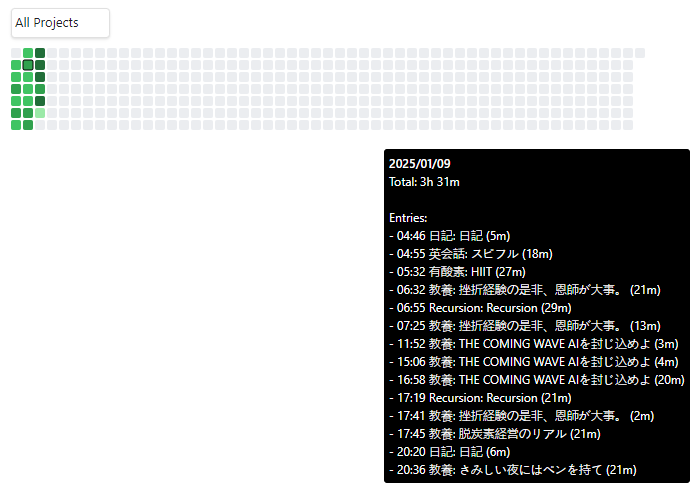 All Projects
2025/01/09
Total: 3h 31m
Entries:
- 04:46 日記: 日記 (5m)
- 04:55 英会話: スピフル (18m)
- 05:32 有酸素: HIIT (27m)
- 06:32 教養: 挫折経験の是非、恩師が大事。 (21m)
- 06:55 Recursion: Recursion (29m)
- 07:25 教養: 挫折経験の是非、恩師が大事。 (13m)
- 11:52 教養: THE COMING WAVE AIを封じ込めよ (3m)
- 15:06 教養: THE COMING WAVE AIを封じ込めよ (4m)
- 16:58 教養: THE COMING WAVE AIを封じ込めよ (20m)
- 17:19 Recursion: Recursion (21m)
- 17:41 教養: 挫折経験の是非、恩師が大事。 (2m)
- 17:45 教養: 脱炭素経営のリアル (21m)
- 20:20 日記: 日記 (6m)
- 20:36 教養: さみしい夜にはペンを持て (21m)